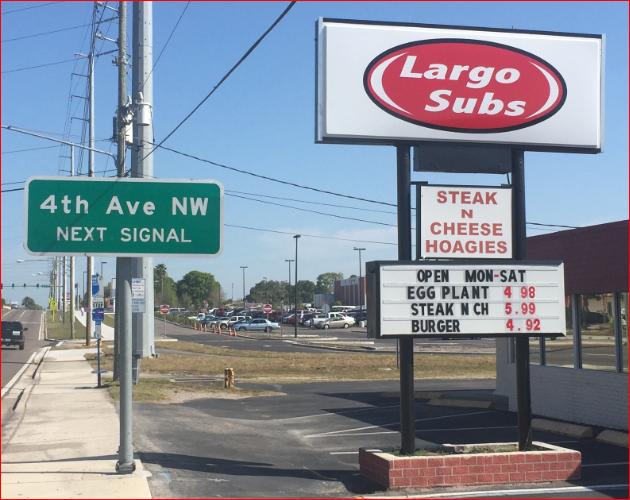 4th Ave NW
NEXT SIGNAL
Largo
Subs
STEAK
N
CHEESE
HOAGIES
OPEN MON-SAT
EGG PLANT 4 98
STEAK N CH 5.99
BURGER 4.92